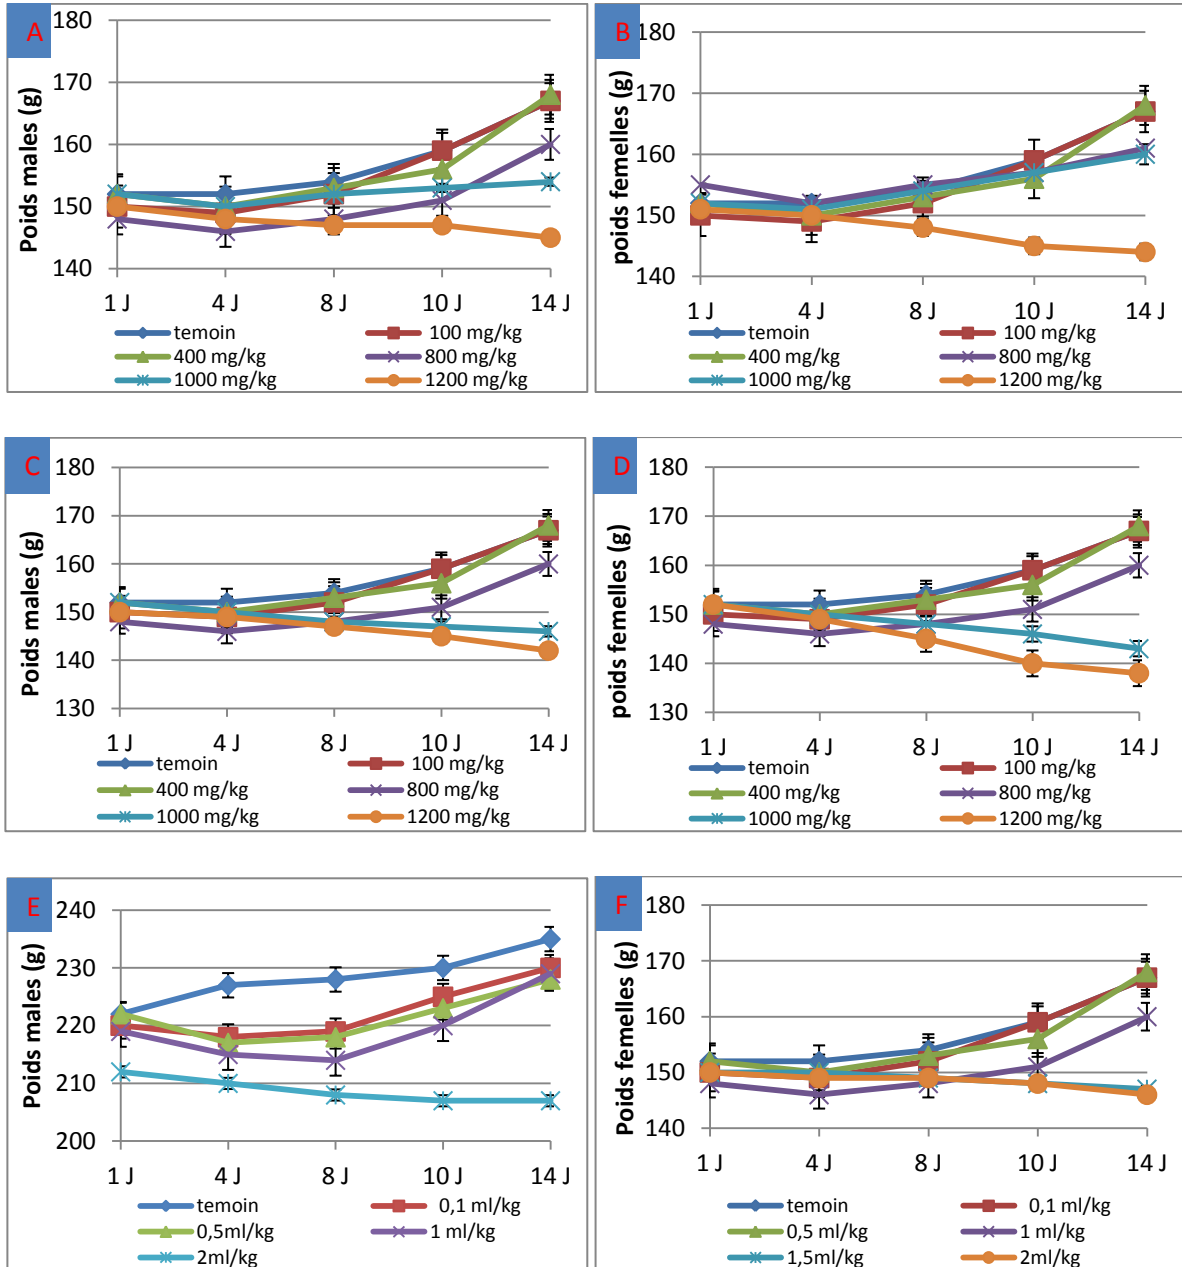 A
Poids males (g)
180
170
160
150
140
1 J 4 J 8 J 10 J 14 J
temoin 100 mg/kg
400 mg/kg 800 mg/kg
1000 mg/kg 1200 mg/kg
B
poids femelles (g)
180
170
160
150
140
1 J 4 J 8 J 10 J 14 J
temoin 100 mg/kg
400 mg/kg 800 mg/kg
1000 mg/kg 1200 mg/kg
C
Poids males (g)
180
170
160
150
140
130
1 J 4 J 8 J 10 J 14 J
temoin 100 mg/kg
400 mg/kg 800 mg/kg
1000 mg/kg 1200 mg/kg
D
poids femelles (g)
180
170
160
150
140
130
1 J 4 J 8 J 10 J 14 J
temoin 100 mg/kg
400 mg/kg 800 mg/kg
1000 mg/kg 1200 mg/kg
E
Poids males (g)
240
230
220
210
200
1 J 4 J 8 J 10 J 14 J
temoin 0,1 ml/kg
0,5ml/kg 1 ml/kg
2ml/kg
F
Poids femelles (g)
180
170
160
150
140
1 J 4 J 8 J 10 J 14 J
temoin 0,1 ml/kg
0,5 ml/kg 1 ml/kg
1,5ml/kg 2ml/kg